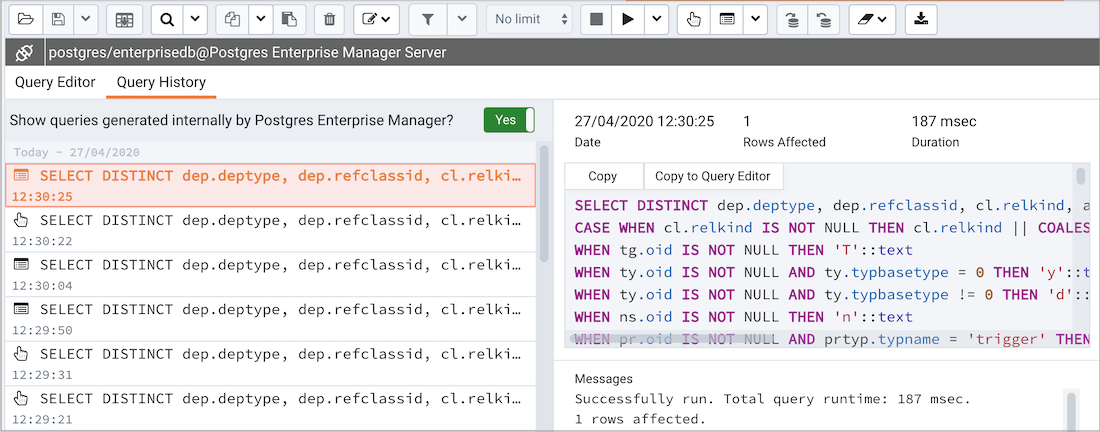 No limit
postgres/enterprisedb@Postgres Enterprise Manager Server
Query Editor Query History
Show queries generated internally by Postgres Enterprise Manager? Yes
Today - 27/04/2020
SELECT DISTINCT dep.deptype, dep.refclassid, cl.relki…
12:30:25
SELECT DISTINCT dep.deptype, dep.refclassid, cl.relki…
12:30:22
SELECT DISTINCT dep.deptype, dep.refclassid, cl.relki…
12:30:04
SELECT DISTINCT dep.deptype, dep.refclassid, cl.relki…
12:29:50
SELECT DISTINCT dep.deptype, dep.refclassid, cl.relki…
12:29:31
SELECT DISTINCT dep.deptype, dep.refclassid, cl.relki…
12:29:21
27/04/2020 12:30:25 1 187 msec
Date Rows Affected Duration
Copy Copy to Query Editor
SELECT DISTINCT dep.deptype, dep.refclassid, cl.relkind, a
CASE WHEN cl.relkind IS NOT NULL THEN cl.relkind || COALES
WHEN tg.oid IS NOT NULL THEN 'T'::text
WHEN ty.oid IS NOT NULL AND ty.typbasetype = 0 THEN 'y'::t
WHEN ty.oid IS NOT NULL AND ty.typbasetype != 0 THEN 'd'::
WHEN ns.oid IS NOT NULL THEN 'n'::text
WHEN pr.oid IS NOT NULL AND prtyp.typname = 'trigger' THEN
Messages
Successfully run. Total query runtime: 187 msec.
1 rows affected.